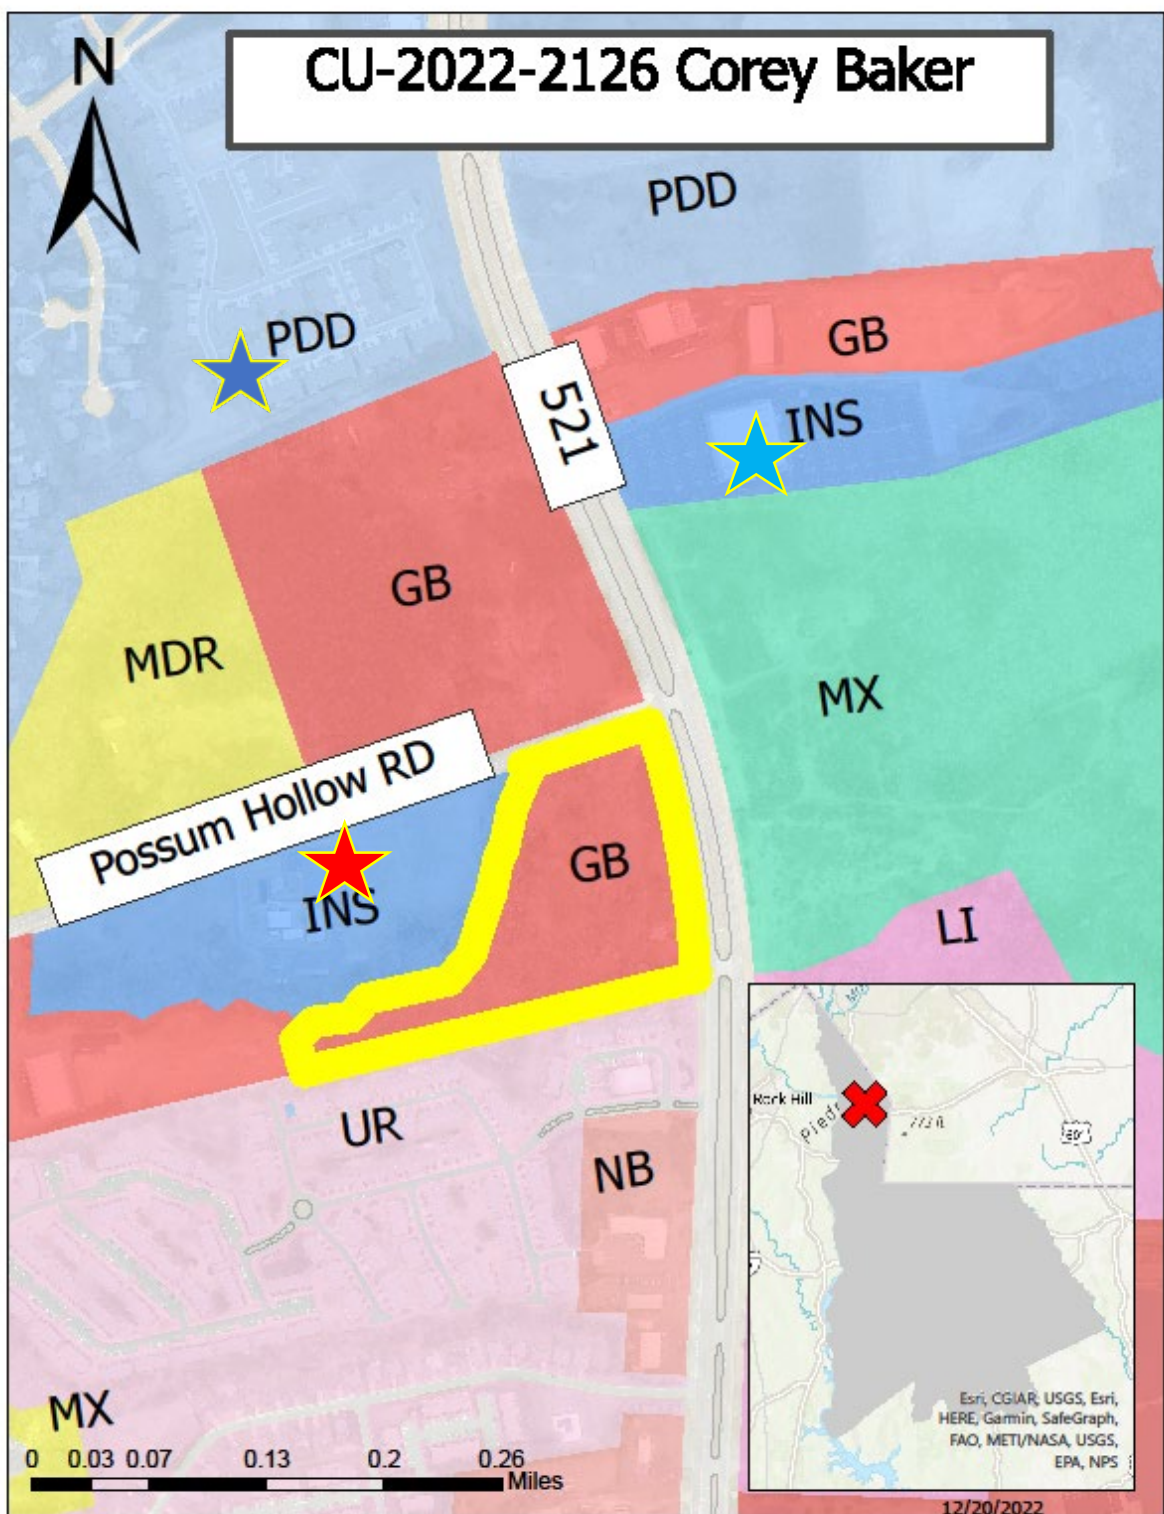 N
CU-2022-2126 Corey Baker
PDD
PDD
GB
INS
521
GB
MDR
MX
Possum Hollow RD
GB
INS
LI
UR
NB
MX
Rock Hill
773 ft
0 0.03 0.07 0.13 0.2 0.26
Miles
Esri, CGIAR, USGS, Esri,
HERE, Garmin, SafeGraph,
FAO, METI/NASA, USGS,
EPA, NPS
12/20/2022